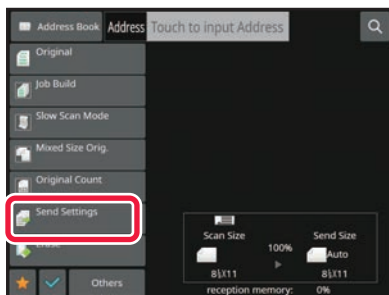 Address Book
Address
Touch to input Address
Original
Job Build
Slow Scan Mode
Mixed Size Orig.
Original Count
Send Settings
Erase
Others
Scan Size
100%
Send Size
Auto
8½X11
8½X11
reception memory: 0%